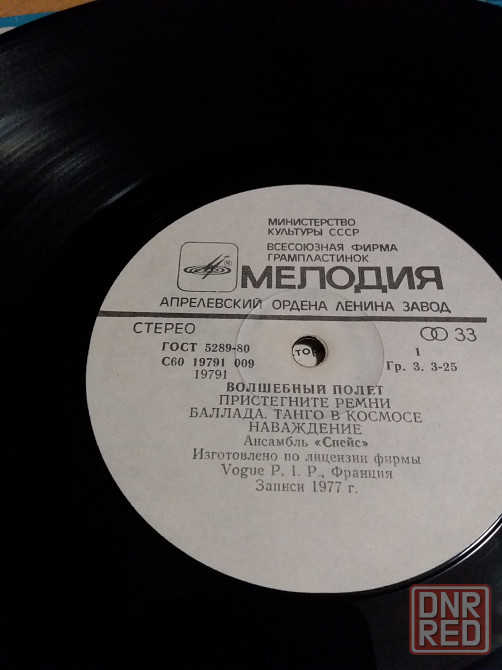 МИНИСТЕРСТВО
КУЛЬТУРЫ СССР
ВСЕСОЮЗНАЯ ФИРМА
ГРАМПЛАСТИНОК
МЕЛОДИЯ
АПРЕЛЕВСКИЙ ОРДЕНА ЛЕНИНА ЗАВОД
СТЕРЕО
33
ГОСТ 5289-80
1
С60 19791 009
Гр. 3. 3-25
19791
ВОЛШЕБНЫЙ ПОЛЕТ
ПРИСТЕГНИТЕ РЕМНИ
БАЛЛАДА. ТАНГО В КОСМОСЕ
НАВАЖДЕНИЕ
Ансамбль «Спейс»
Изготовлено по лицензии фирмы
Vogue P. I. P., Франция
Записи 1977 г.
DNR
RED